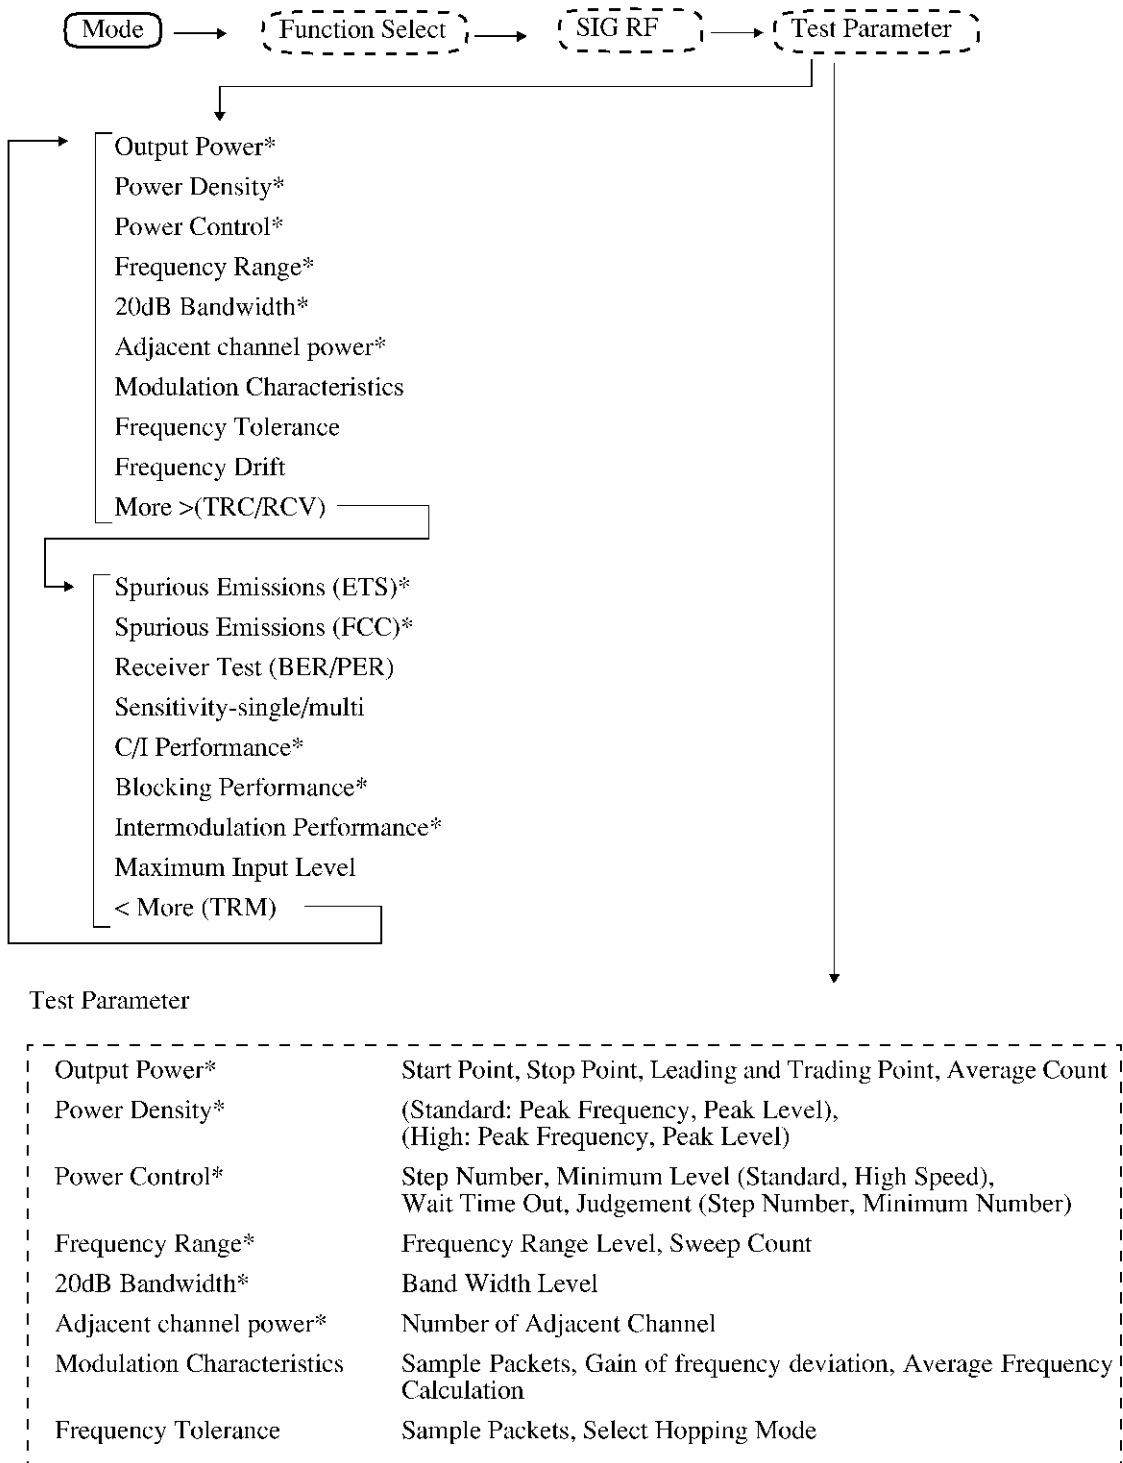 Mode Function Select SIG RF Test Parameter
Output Power*
Power Density*
Power Control*
Frequency Range*
20dB Bandwidth*
Adjacent channel power*
Modulation Characteristics
Frequency Tolerance
Frequency Drift
More >(TRC/RCV)
Spurious Emissions (ETS)*
Spurious Emissions (FCC)*
Receiver Test (BER/PER)
Sensitivity-single/multi
C/I Performance*
Blocking Performance*
Intermodulation Performance*
Maximum Input Level
< More (TRM)
Test Parameter
Output Power* Start Point, Stop Point, Leading and Trading Point, Average Count
Power Density* (Standard: Peak Frequency, Peak Level),
(High: Peak Frequency, Peak Level)
Power Control* Step Number, Minimum Level (Standard, High Speed),
Wait Time Out, Judgement (Step Number, Minimum Number)
Frequency Range* Frequency Range Level, Sweep Count
20dB Bandwidth* Band Width Level
Adjacent channel power* Number of Adjacent Channel
Modulation Characteristics Sample Packets, Gain of frequency deviation, Average Frequency
Calculation
Frequency Tolerance Sample Packets, Select Hopping Mode